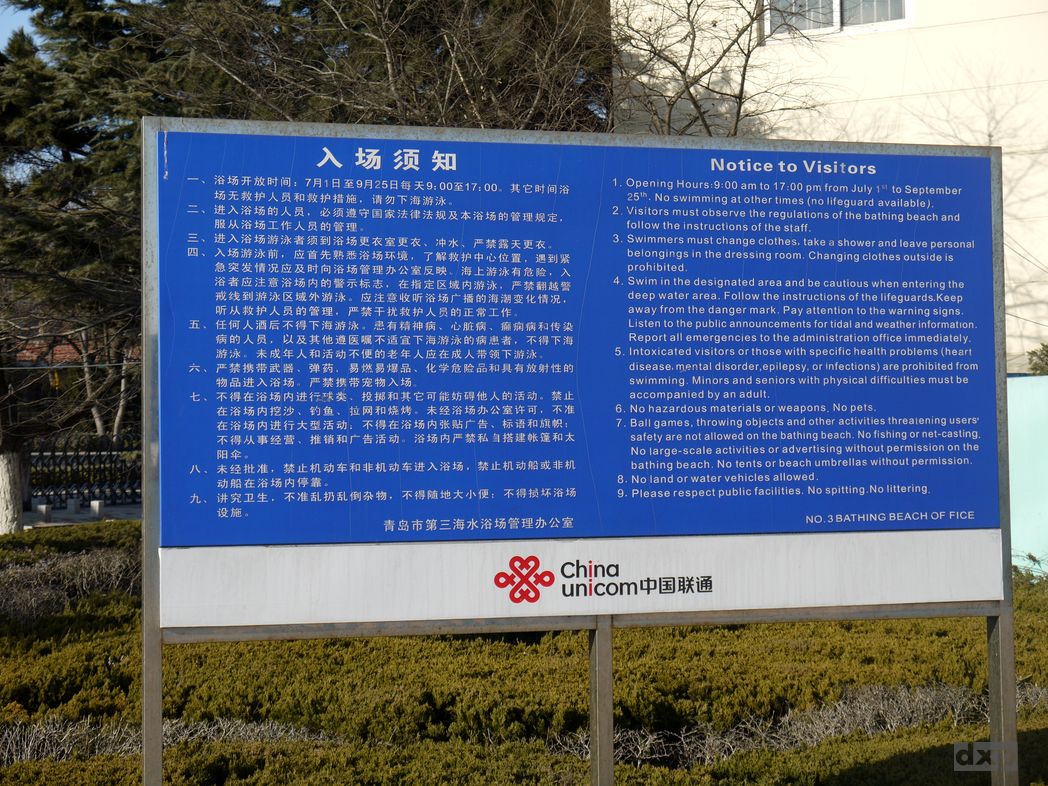 入场须知
一、浴场开放时间：7月1日至9月25日每天9:00至17:00。其它时间浴
场无救护人员和救护措施，请勿下海游泳。
二、进入浴场的人员，必须遵守国家法律法规及本浴场的管理规定，
服从浴场工作人员的管理。
三、进入浴场游泳者须到浴场更衣室更衣、冲水、严禁露天更衣。
四、入场游泳前，应首先熟悉浴场环境，了解救护中心位置，遇到紧
急突发情况应及时向浴场管理办公室反映。海上游泳有危险，入
浴者应注意浴场内的警示标志，在指定区域内游泳，严禁翻越警
戒线到游泳区域外游泳。应注意收听浴场广播的海潮变化情况，
听从救护人员的管理，严禁干扰救护人员的正常工作。
五、任何人酒后不得下海游泳。患有精神病、心脏病、癫痫病和传染
病的人员，以及其他遵医嘱不适宜下海游泳的病患者，不得下海
游泳。未成年人和活动不便的老年人应在成人带领下游泳。
六、严禁携带武器、弹药，易燃易爆品、化学危险品和具有放射性的
物品进入浴场。严禁携带宠物入场。
七、不得在浴场内进行球类、投掷和其它可能妨碍他人的活动。禁止
在浴场内挖沙、钓鱼、拉网和烧烤。未经浴场办公室许可，不准
在浴场内进行大型活动；不得在浴场内张贴广告、标语和旗帜；
不得从事经营、推销和广告活动。浴场内严禁私自搭建帐篷和太
阳伞。
八、未经批准，禁止机动车和非机动车进入浴场，禁止机动船或非机
动船在浴场内停靠。
九、讲究卫生，不准乱扔乱倒杂物，不得随地大小便；不得损坏浴场
设施。
青岛市第三海水浴场管理办公室
Notice to Visitors
1. Opening Hours:9:00 am to 17:00 pm from July 1st to September
25th. No swimming at other times (no lifeguard available).
2. Visitors must observe the regulations of the bathing beach and
follow the instructions of the staff.
3. Swimmers must change clothes, take a shower and leave personal
belongings in the dressing room. Changing clothes outside is
prohibited.
4. Swim in the designated area and be cautious when entering the
deep water area. Follow the instructions of the lifeguards.Keep
away from the danger mark. Pay attention to the warning signs.
Listen to the public announcements for tidal and weather information.
Report all emergencies to the administration office immediately.
5. Intoxicated visitors or those with specific health problems (heart
disease, mental disorder,epilepsy, or infections) are prohibited from
swimming. Minors and seniors with physical difficulties must be
accompanied by an adult.
6. No hazardous materials or weapons. No pets.
7. Ball games, throwing objects and other activities threatening users'
safety are not allowed on the bathing beach. No fishing or net-casting.
No large-scale activities or advertising without permission on the
bathing beach. No tents or beach umbrellas without permission.
8. No land or water vehicles allowed.
9. Please respect public facilities. No spitting.No littering.
NO.3 BATHING BEACH OF FICE
China
unicom中国联通